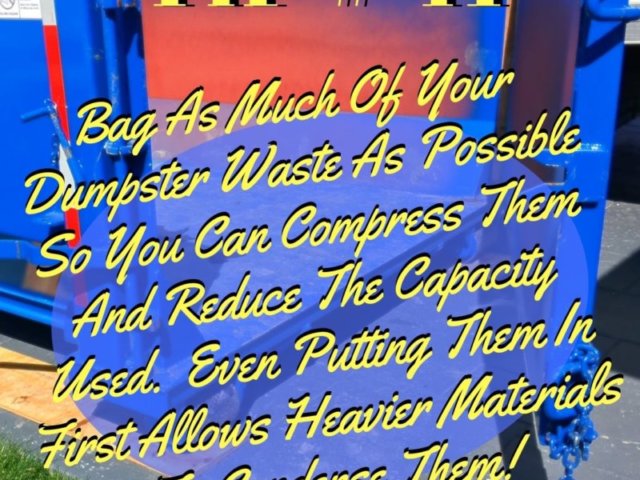 Bag As Much Of Your
Dumpster Waste As Possible
So You Can Compress Them
And Reduce The Capacity
Used. Even Putting Them In
First Allows Heavier Materials
To Condense Them!